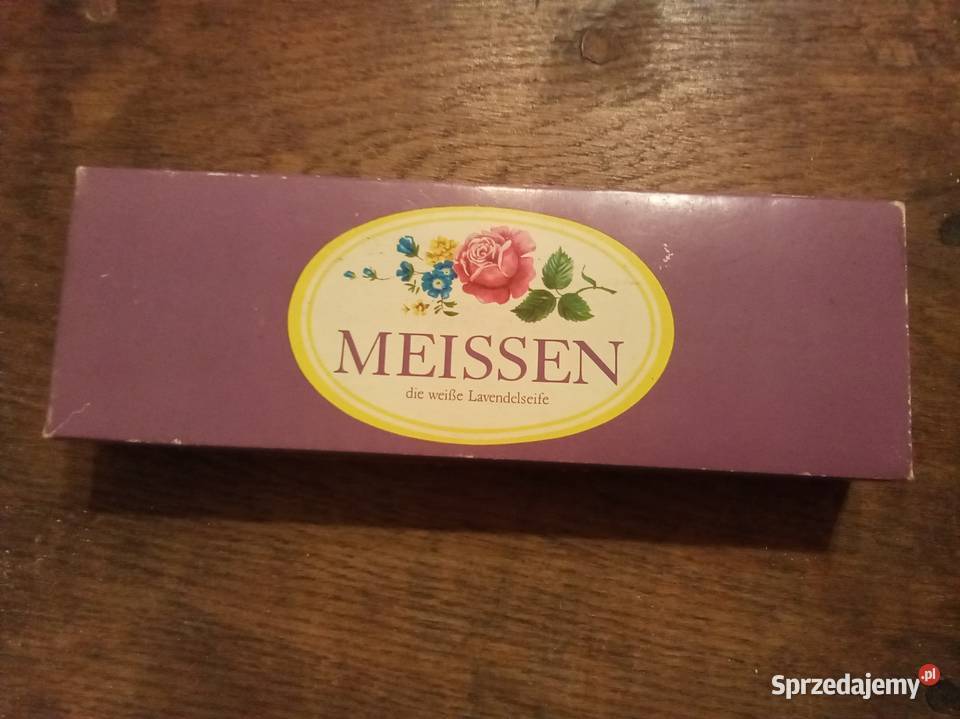 MEISSEN
die weiße Lavendelseife
Sprzedajemy.pl